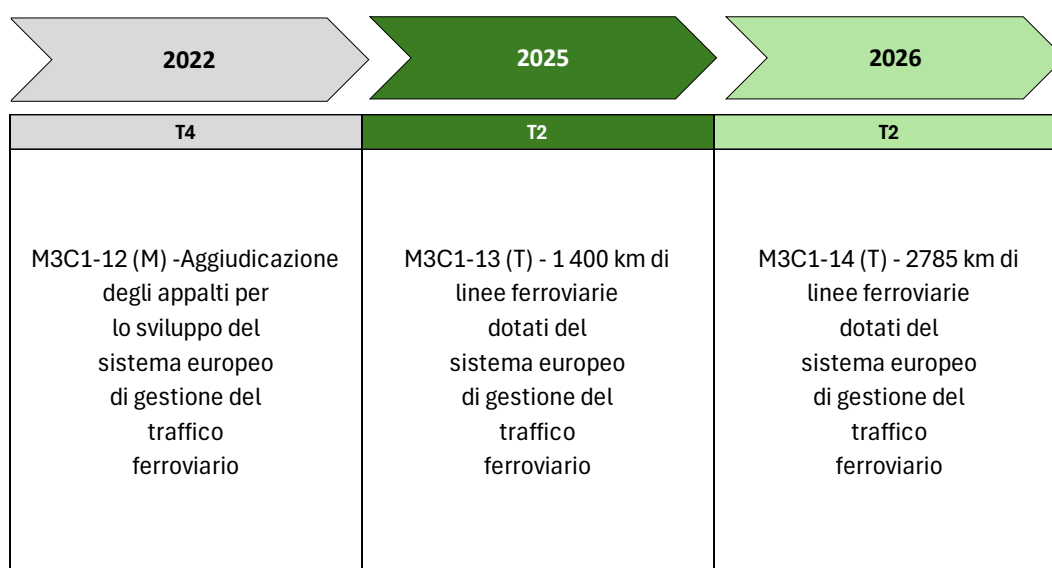 2022
2025
2026
T4
T2
T2
M3C1-12 (M) -Aggiudicazione
degli appalti per
lo sviluppo del
sistema europeo
di gestione del
traffico
ferroviario
M3C1-13 (T) - 1 400 km di
linee ferroviarie
dotati del
sistema europeo
di gestione del
traffico
ferroviario
M3C1-14 (T) - 2785 km di
linee ferroviarie
dotati del
sistema europeo
di gestione del
traffico
ferroviario